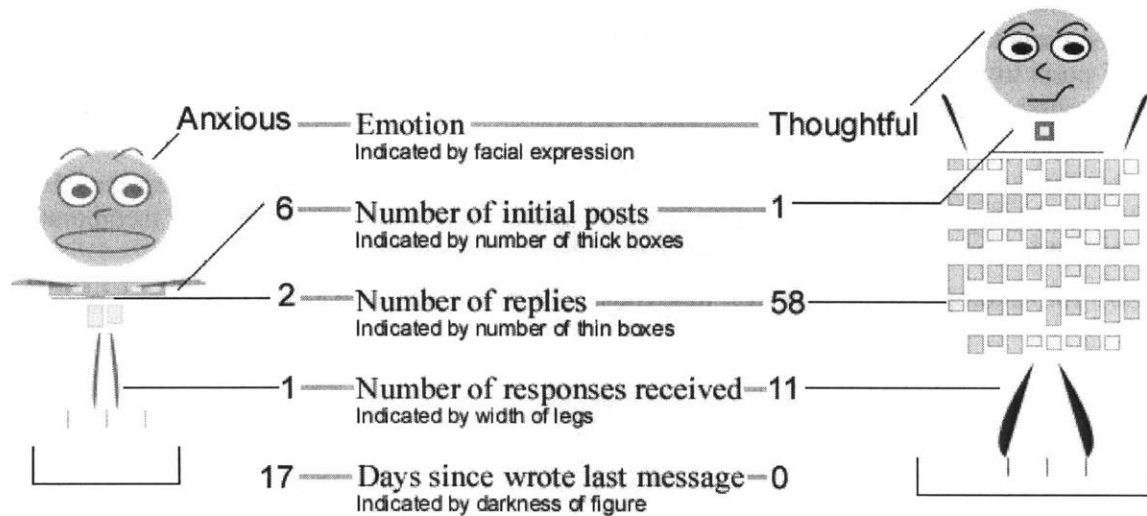 Anxious Emotion Thoughtful
Indicated by facial expression
6 Number of initial posts 1
Indicated by number of thick boxes
2 Number of replies 58
Indicated by number of thin boxes
1 Number of responses received 11
Indicated by width of legs
17 Days since wrote last message 0
Indicated by darkness of figure